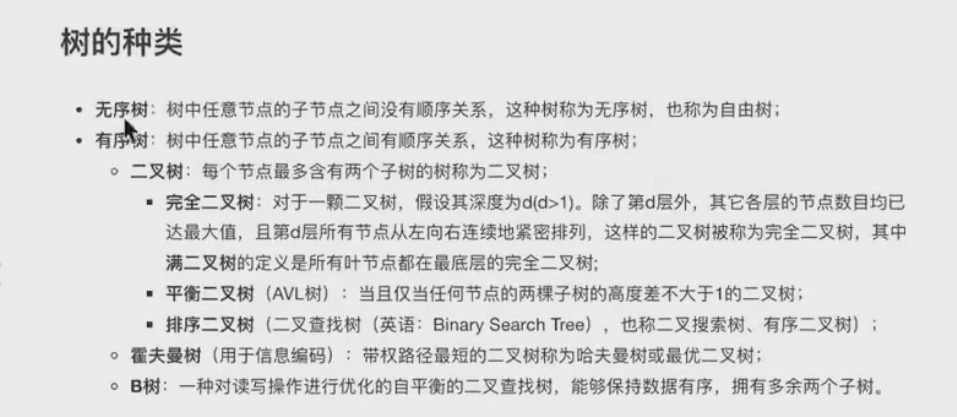 树的种类
• 无序树：树中任意节点的子节点之间没有顺序关系，这种树称为无序树，也称为自由树；
• 有序树：树中任意节点的子节点之间有顺序关系，这种树称为有序树；
◦ 二叉树：每个节点最多含有两个子树的树称为二叉树；
▪ 完全二叉树：对于一颗二叉树，假设其深度为d(d>1)。除了第d层外，其它各层的节点数目均已
达最大值，且第d层所有节点从左向右连续地紧密排列，这样的二叉树被称为完全二叉树，其中
满二叉树的定义是所有叶节点都在最底层的完全二叉树;
▪ 平衡二叉树（AVL树）：当且仅当任何节点的两棵子树的高度差不大于1的二叉树；
▪ 排序二叉树（二叉查找树（英语：Binary Search Tree），也称二叉搜索树、有序二叉树）；
◦ 霍夫曼树（用于信息编码）：带权路径最短的二叉树称为哈夫曼树或最优二叉树；
◦ B树：一种对读写操作进行优化的自平衡的二叉查找树，能够保持数据有序，拥有多余两个子树。